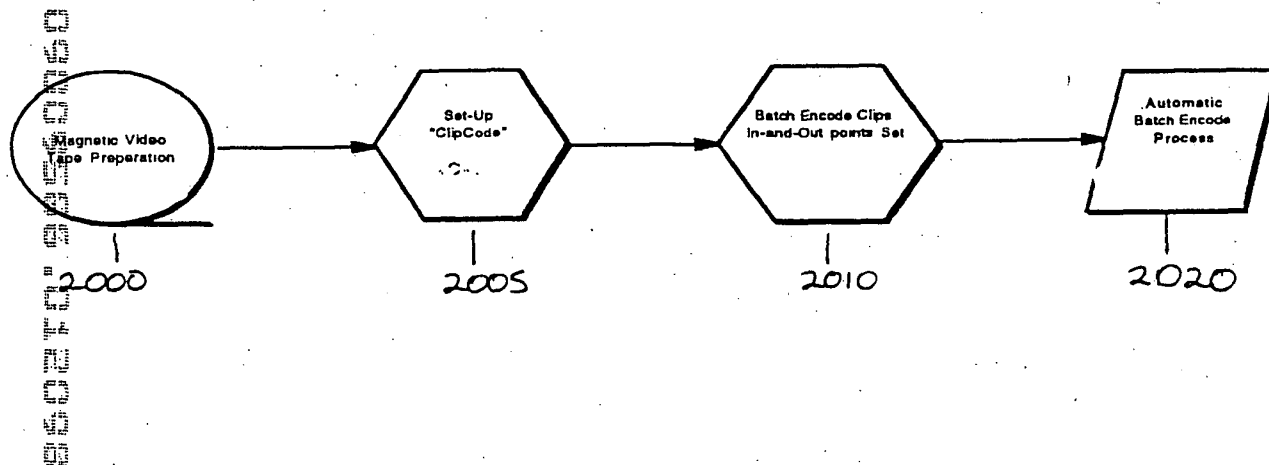 Magnetic Video
Tape Preperation
Set-Up
"ClipCode"
Batch Encode Clips
In-and-Out points Set
Automatic
Batch Encode
Process
2000
2005
2010
2020